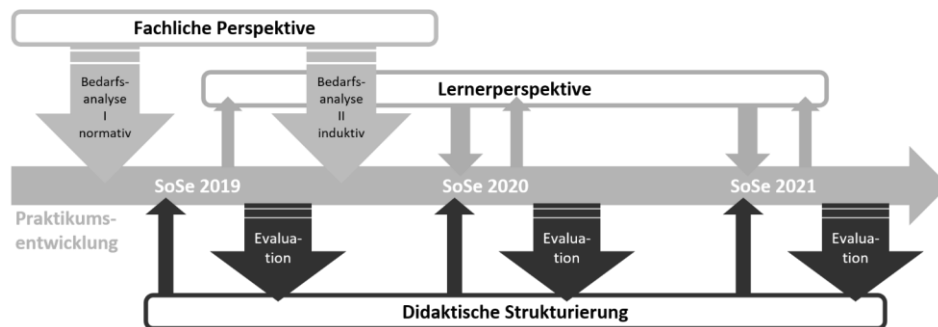 Fachliche Perspektive
Bedarfs-
analyse
I
normativ
Bedarfs-
analyse
II
induktiv
Lernerperspektive
SoSe 2019
SoSe 2020
SoSe 2021
Praktikums-
entwicklung
Evalua-
tion
Evalua-
tion
Evalua-
tion
Didaktische Strukturierung